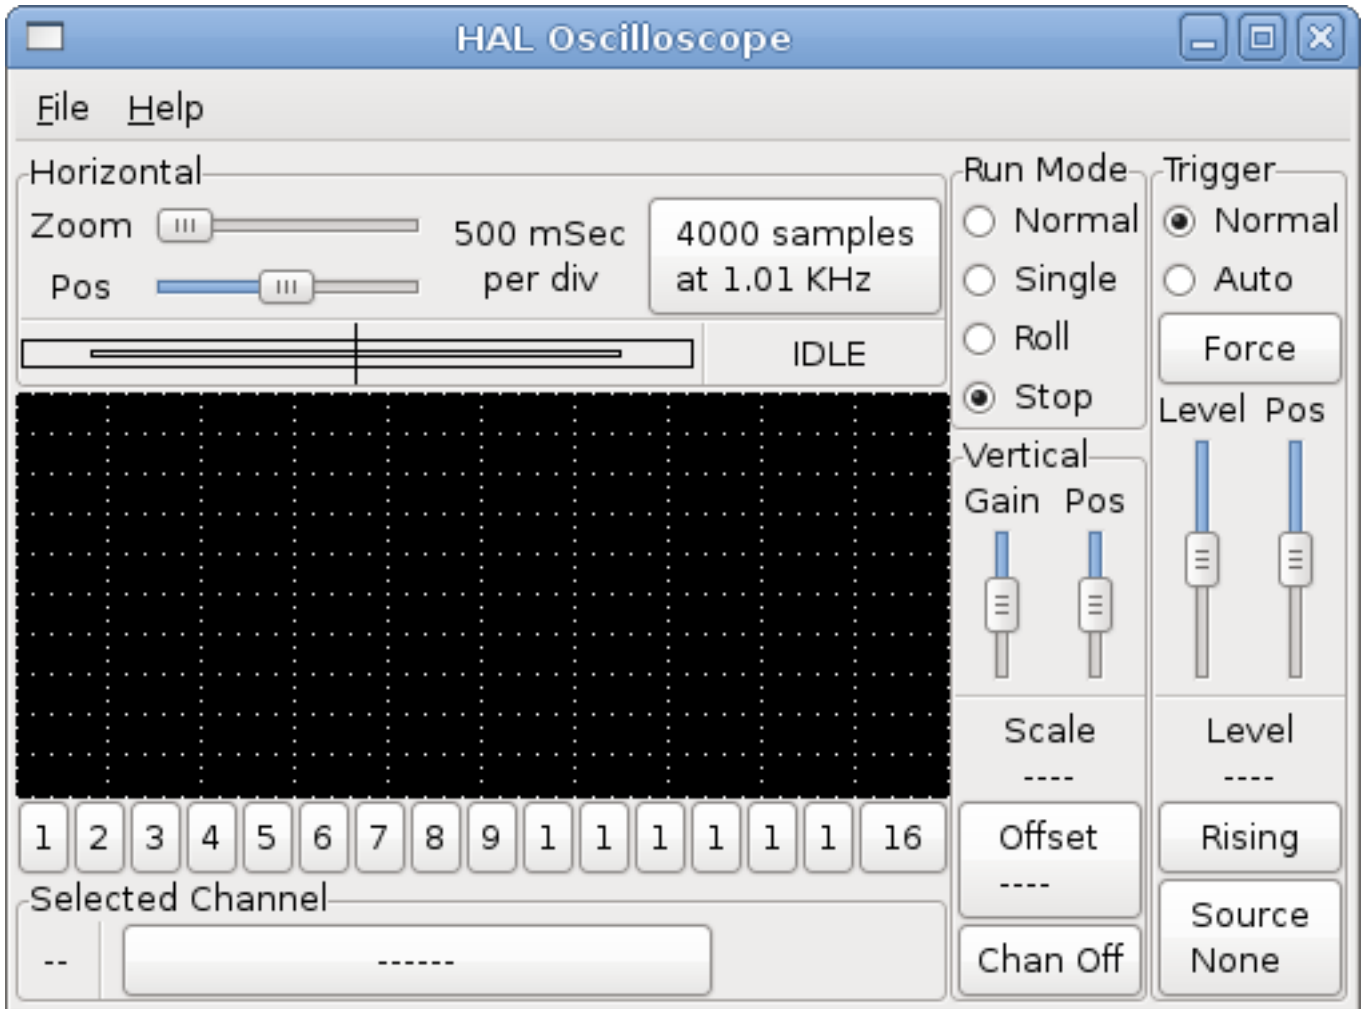 HAL Oscilloscope
File Help
Horizontal
Zoom
Pos
500 mSec
per div
4000 samples
at 1.01 KHz
IDLE
Run Mode
Normal
Single
Roll
Stop
Trigger
Normal
Auto
Force
Level Pos
Vertical
Gain Pos
Scale
----
Offset
----
Chan Off
Level
----
Rising
Source
None
1 2 3 4 5 6 7 8 9 1 1 1 1 1 1 16
Selected Channel
-- ------